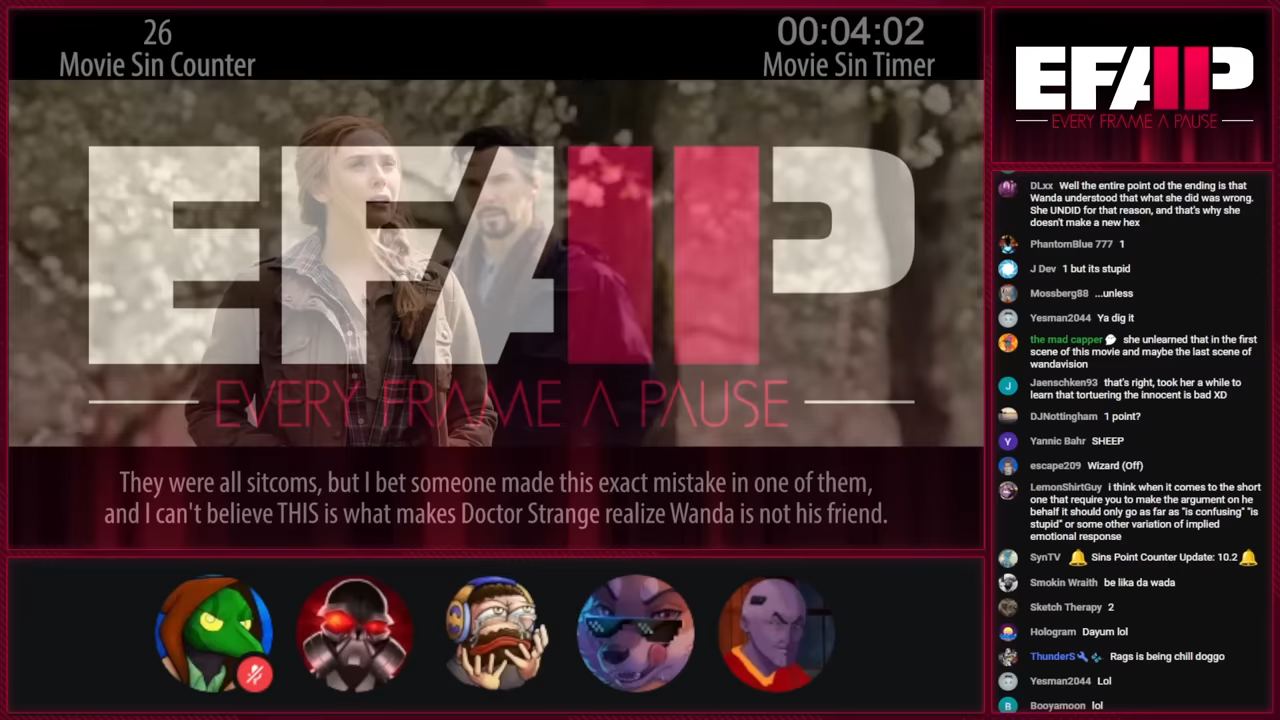 26
Movie Sin Counter
00:04:02
Movie Sin Timer
EFAP
EVERY FRAME A PAUSE
They were all sitcoms, but I bet someone made this exact mistake in one of them,
and I can't believe THIS is what makes Doctor Strange realize Wanda is not his friend.
EFAP
EVERY FRAME A PAUSE
DLxx Well the entire point od the ending is that
Wanda understood that what she did was wrong.
She UNDID for that reason, and that's why she
doesn't make a new hex
PhantomBlue 777 1
J Dev 1 but its stupid
Mossberg88 ...unless
Yesman2044 Ya dig it
the mad capper she unlearned that in the first
scene of this movie and maybe the last scene of
wandavision
Jaenschken93 that's right, took her a while to
learn that torturing the innocent is bad XD
DJNottingham 1 point?
Y Yannic Bahr SHEEP
escape209 Wizard (Off)
LemonShirtGuy i think when it comes to the short
one that require you to make the argument on he
behalf it should only go as far as "is confusing" "is
stupid" or some other variation of implied
emotional response
SynTV 🔔 Sins Point Counter Update: 10.2 🔔
Smokin Wraith be lika da wada
Sketch Therapy 2
Hologram Dayum lol
ThunderS Rags is being chill doggo
Yesman2044 Lol
B Booyamoon lol